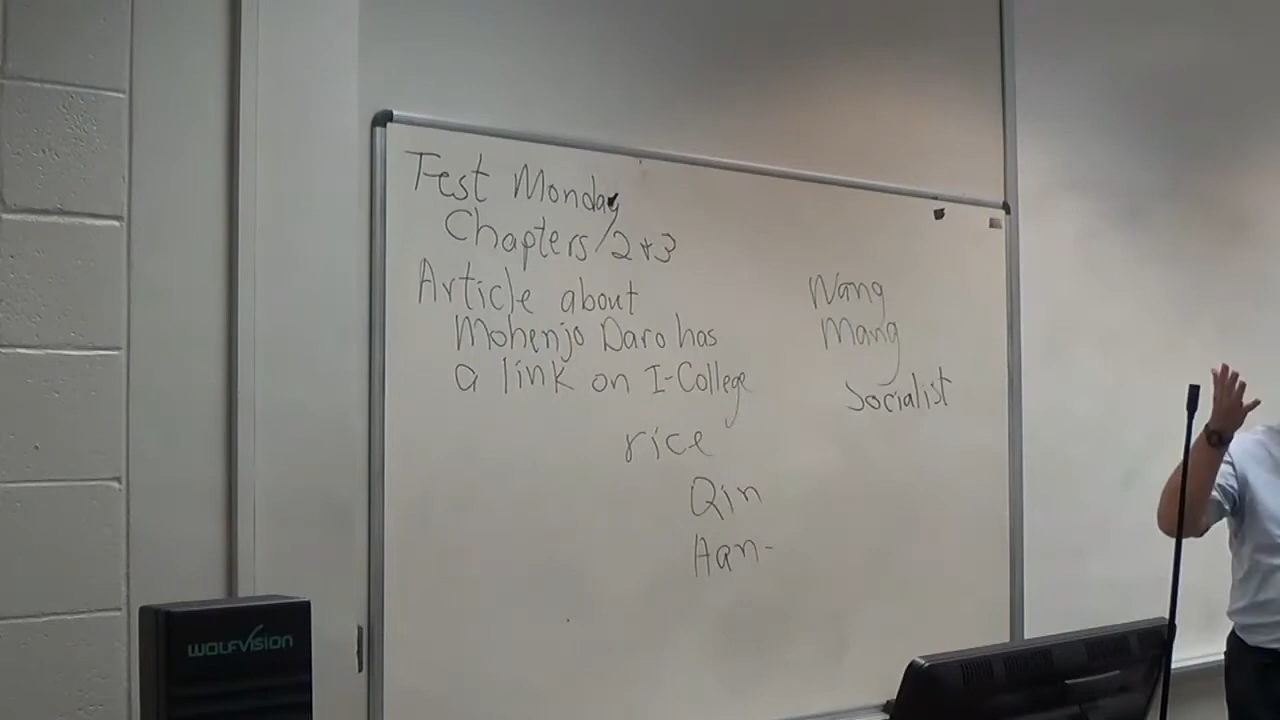 Test Monday
Chapters 1 2 + 3
Article about
Mohenjo Daro has
a link on I-College
rice
Qin
Han-
Wang
Mang
Socialist
WOLFVISION